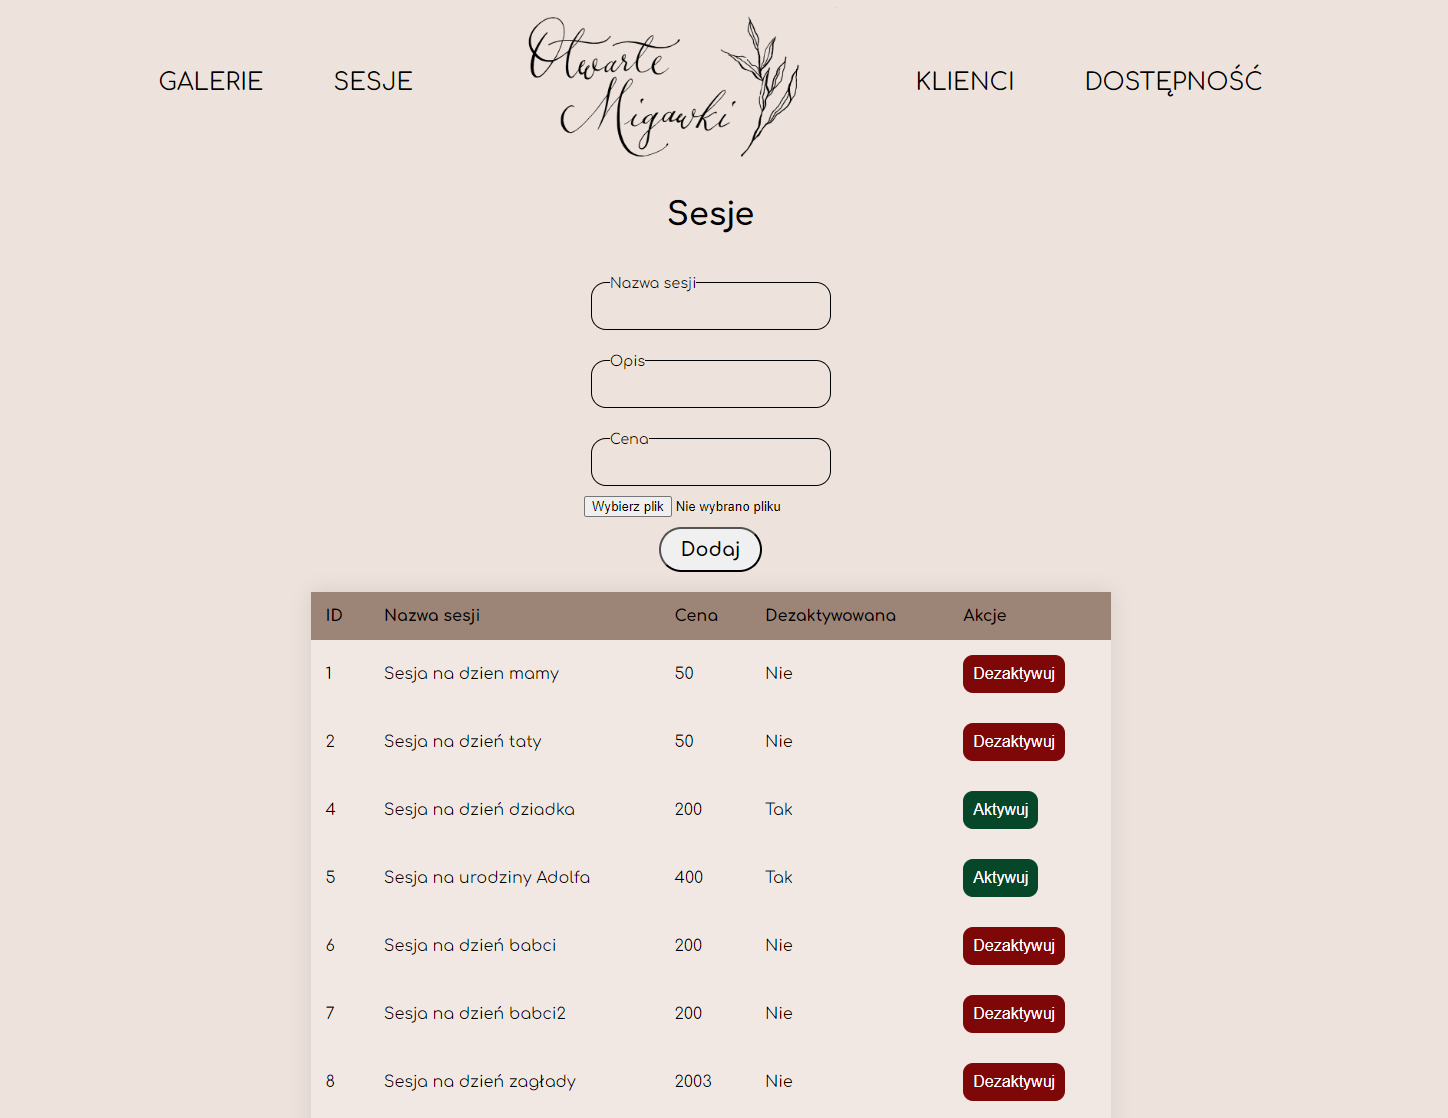 GALERIE SESJE Otwarte Migawki KLIENCI DOSTĘPNOŚĆ
Sesje
Nazwa sesji
Opis
Cena
Wybierz plik Nie wybrano pliku
Dodaj
ID Nazwa sesji Cena Dezaktywowana Akcje
1 Sesja na dzien mamy 50 Nie Dezaktywuj
2 Sesja na dzień taty 50 Nie Dezaktywuj
4 Sesja na dzień dziadka 200 Tak Aktywuj
5 Sesja na urodziny Adolfa 400 Tak Aktywuj
6 Sesja na dzień babci 200 Nie Dezaktywuj
7 Sesja na dzień babci2 200 Nie Dezaktywuj
8 Sesja na dzień zagłady 2003 Nie Dezaktywuj